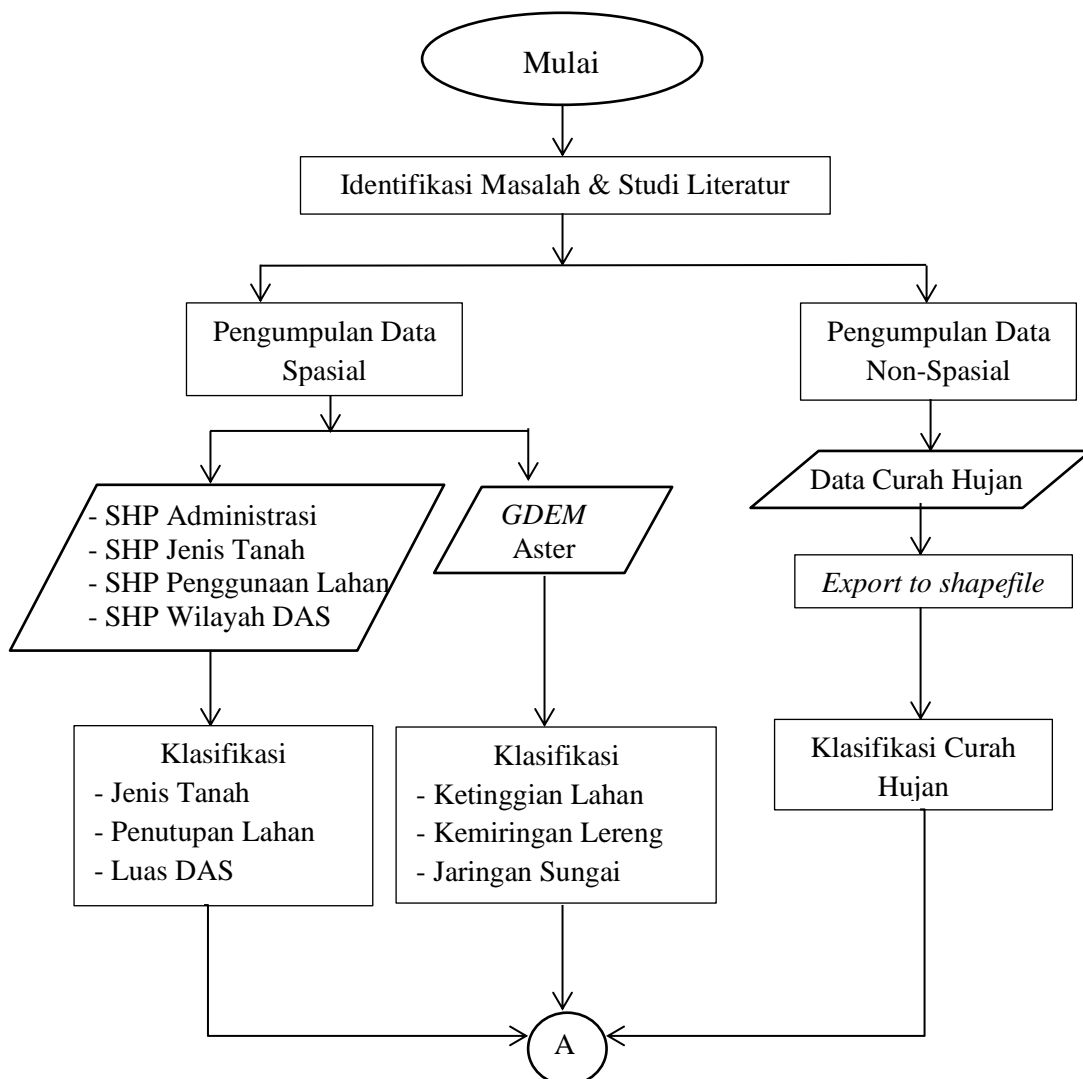 Mulai
Identifikasi Masalah & Studi Literatur
Pengumpulan Data
Spasial
Pengumpulan Data
Non-Spasial
- SHP Administrasi
- SHP Jenis Tanah
- SHP Penggunaan Lahan
- SHP Wilayah DAS
GDEM
Aster
Data Curah Hujan
Export to shapefile
Klasifikasi
- Jenis Tanah
- Penutupan Lahan
- Luas DAS
Klasifikasi
- Ketinggian Lahan
- Kemiringan Lereng
- Jaringan Sungai
Klasifikasi Curah
Hujan
A